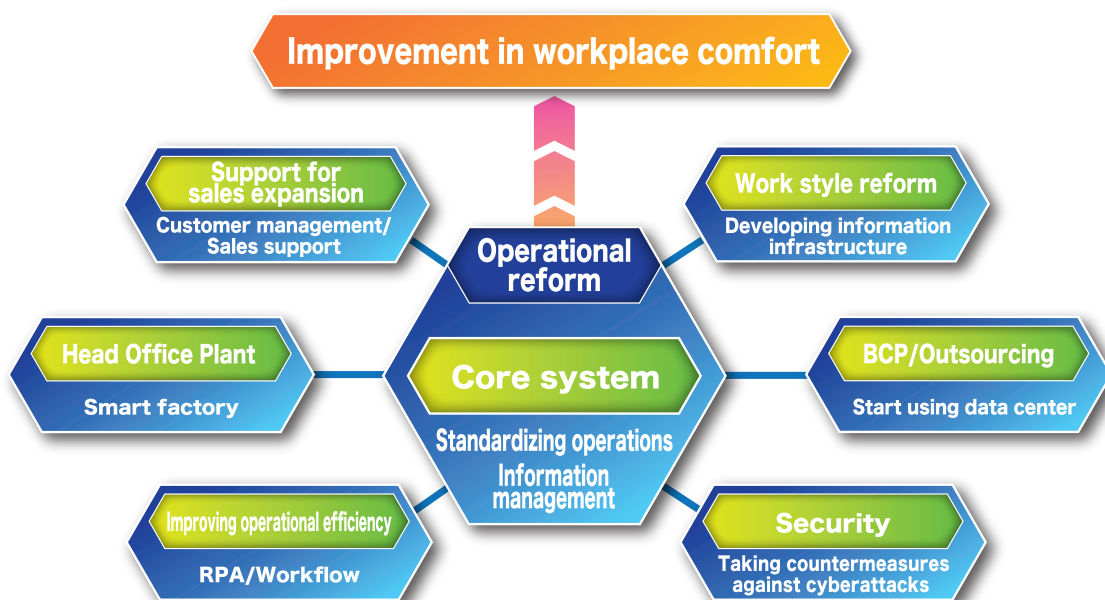 Improvement in workplace comfort
Support for
sales expansion
Customer management/
Sales support
Work style reform
Developing information
infrastructure
Operational
reform
Head Office Plant
Smart factory
Core system
Standardizing operations
Information
management
BCP/Outsourcing
Start using data center
Improving operational efficiency
RPA/Workflow
Security
Taking countermeasures
against cyberattacks